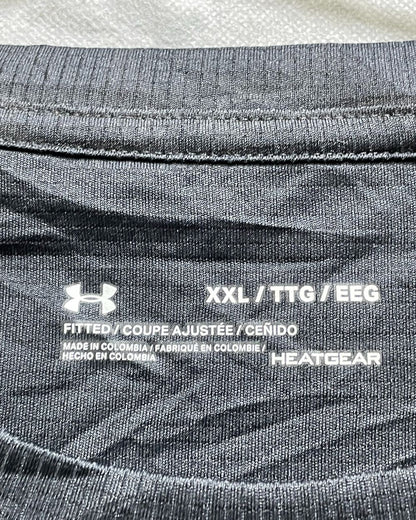 XXL / TTG / EEG
FITTED / COUPE AJUSTÉE / CEÑIDO
MADE IN COLOMBIA / FABRIQUÉ EN COLOMBIE /
HECHO EN COLOMBIA
HEATGEAR